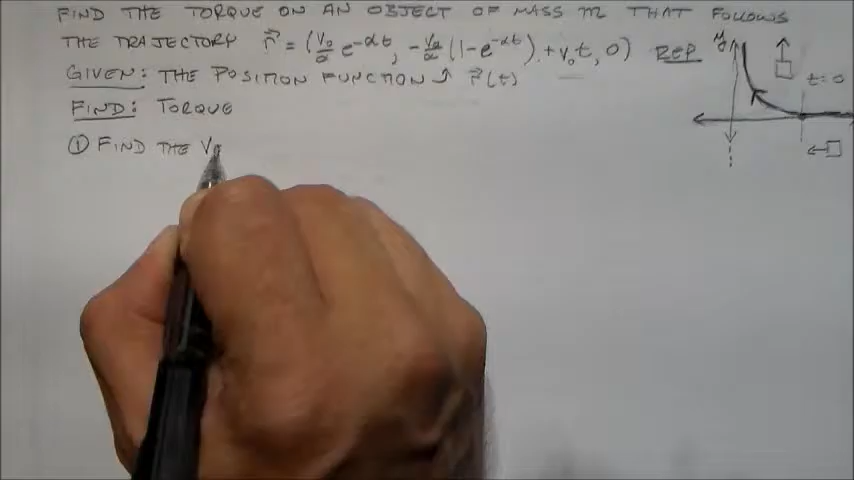 FIND THE TORQUE ON AN OBJECT OF MASS m THAT FOLLOWS
THE TRAJECTORY r⃗ = (v₀/α e^(-αt), -v₀/α (1-e^(-αt)) + v₀t, 0) REP
GIVEN: THE POSITION FUNCTION ⤴ r⃗(t)
t=0
FIND: TORQUE
① FIND THE V